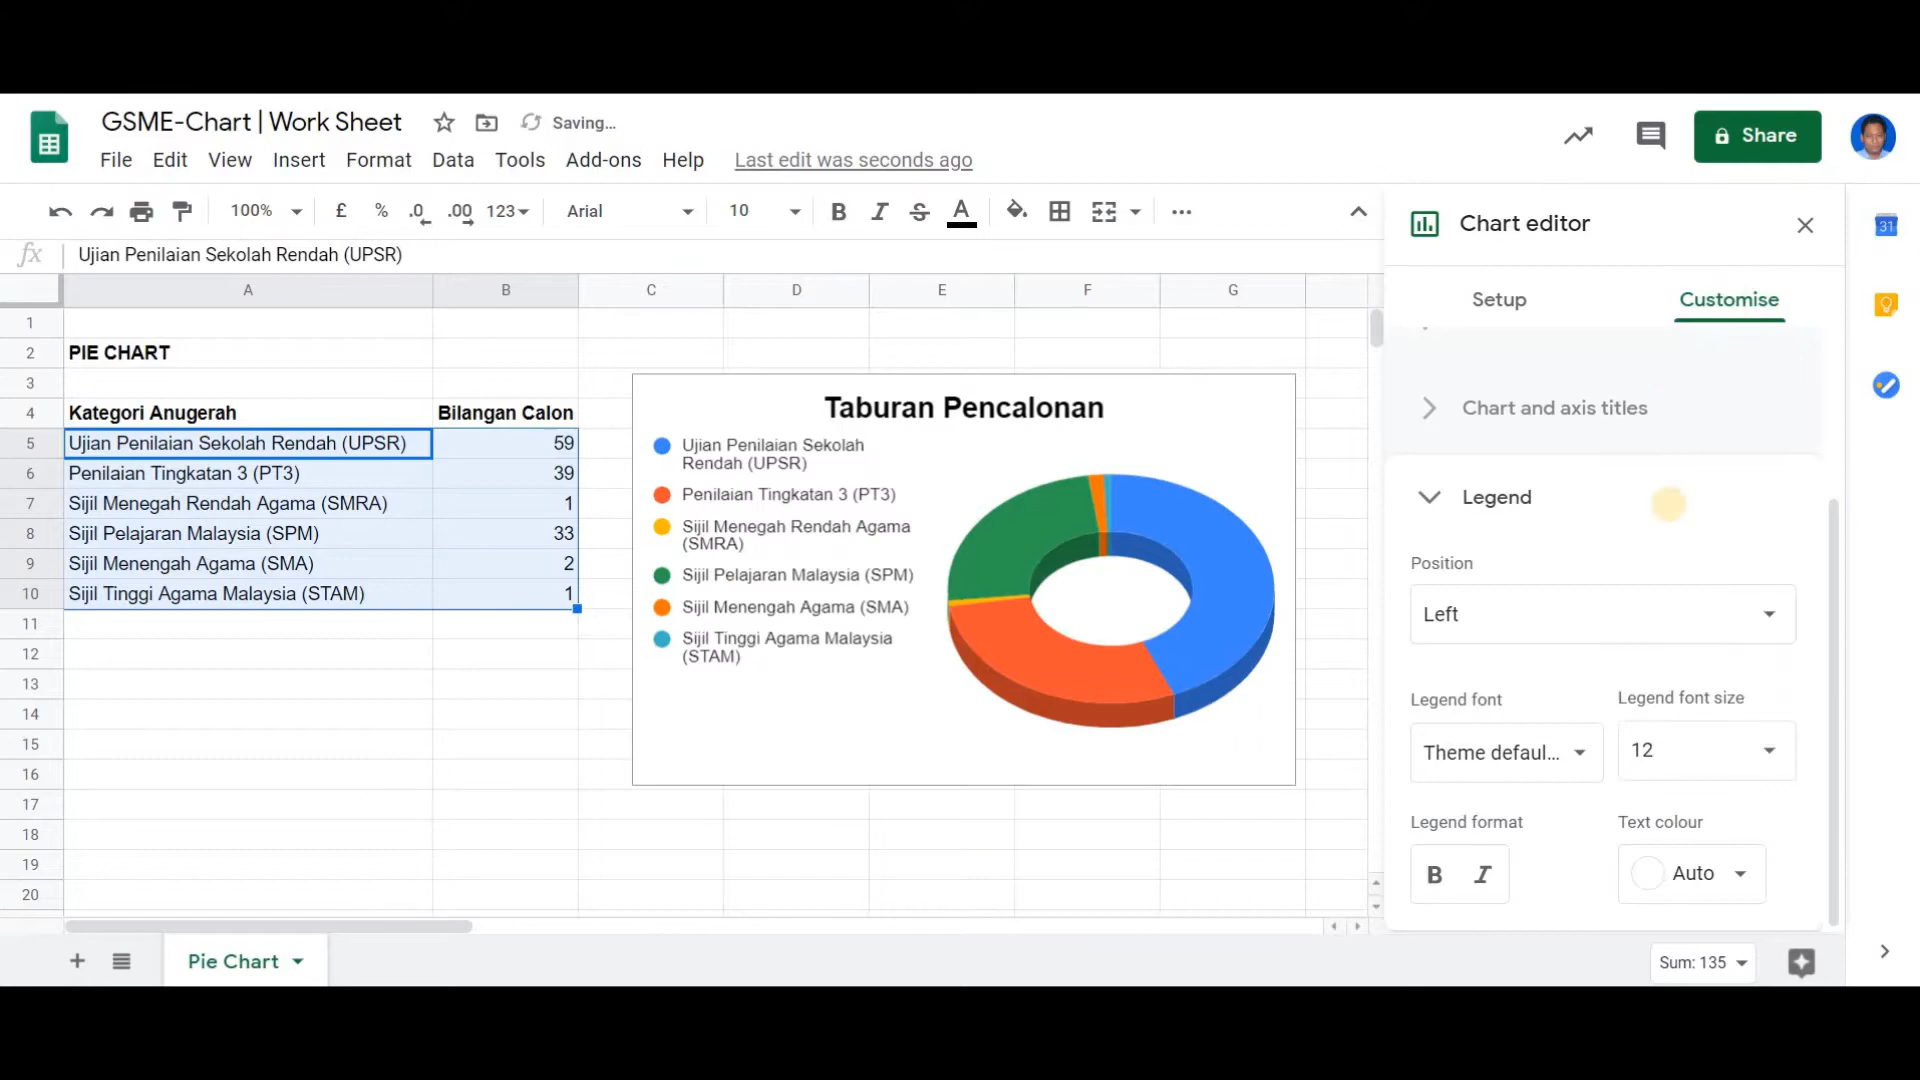 GSME-Chart | Work Sheet Saving...
File Edit View Insert Format Data Tools Add-ons Help Last edit was seconds ago
Share
100% £ % .0 .00 123 Arial 10 B I S A ...
fx Ujian Penilaian Sekolah Rendah (UPSR)
A B C D E F G
1
2 PIE CHART
3
4 Kategori Anugerah Bilangan Calon
5 Ujian Penilaian Sekolah Rendah (UPSR) 59
6 Penilaian Tingkatan 3 (PT3) 39
7 Sijil Menegah Rendah Agama (SMRA) 1
8 Sijil Pelajaran Malaysia (SPM) 33
9 Sijil Menengah Agama (SMA) 2
10 Sijil Tinggi Agama Malaysia (STAM) 1
11
12
13
14
15
16
17
18
19
20
Taburan Pencalonan
Ujian Penilaian Sekolah
Rendah (UPSR)
Penilaian Tingkatan 3 (PT3)
Sijil Menegah Rendah Agama
(SMRA)
Sijil Pelajaran Malaysia (SPM)
Sijil Menengah Agama (SMA)
Sijil Tinggi Agama Malaysia
(STAM)
Chart editor
Setup Customise
Chart and axis titles
Legend
Position
Left
Legend font Legend font size
Theme defaul... 12
Legend format Text colour
B I Auto
31
Pie Chart
Sum: 135